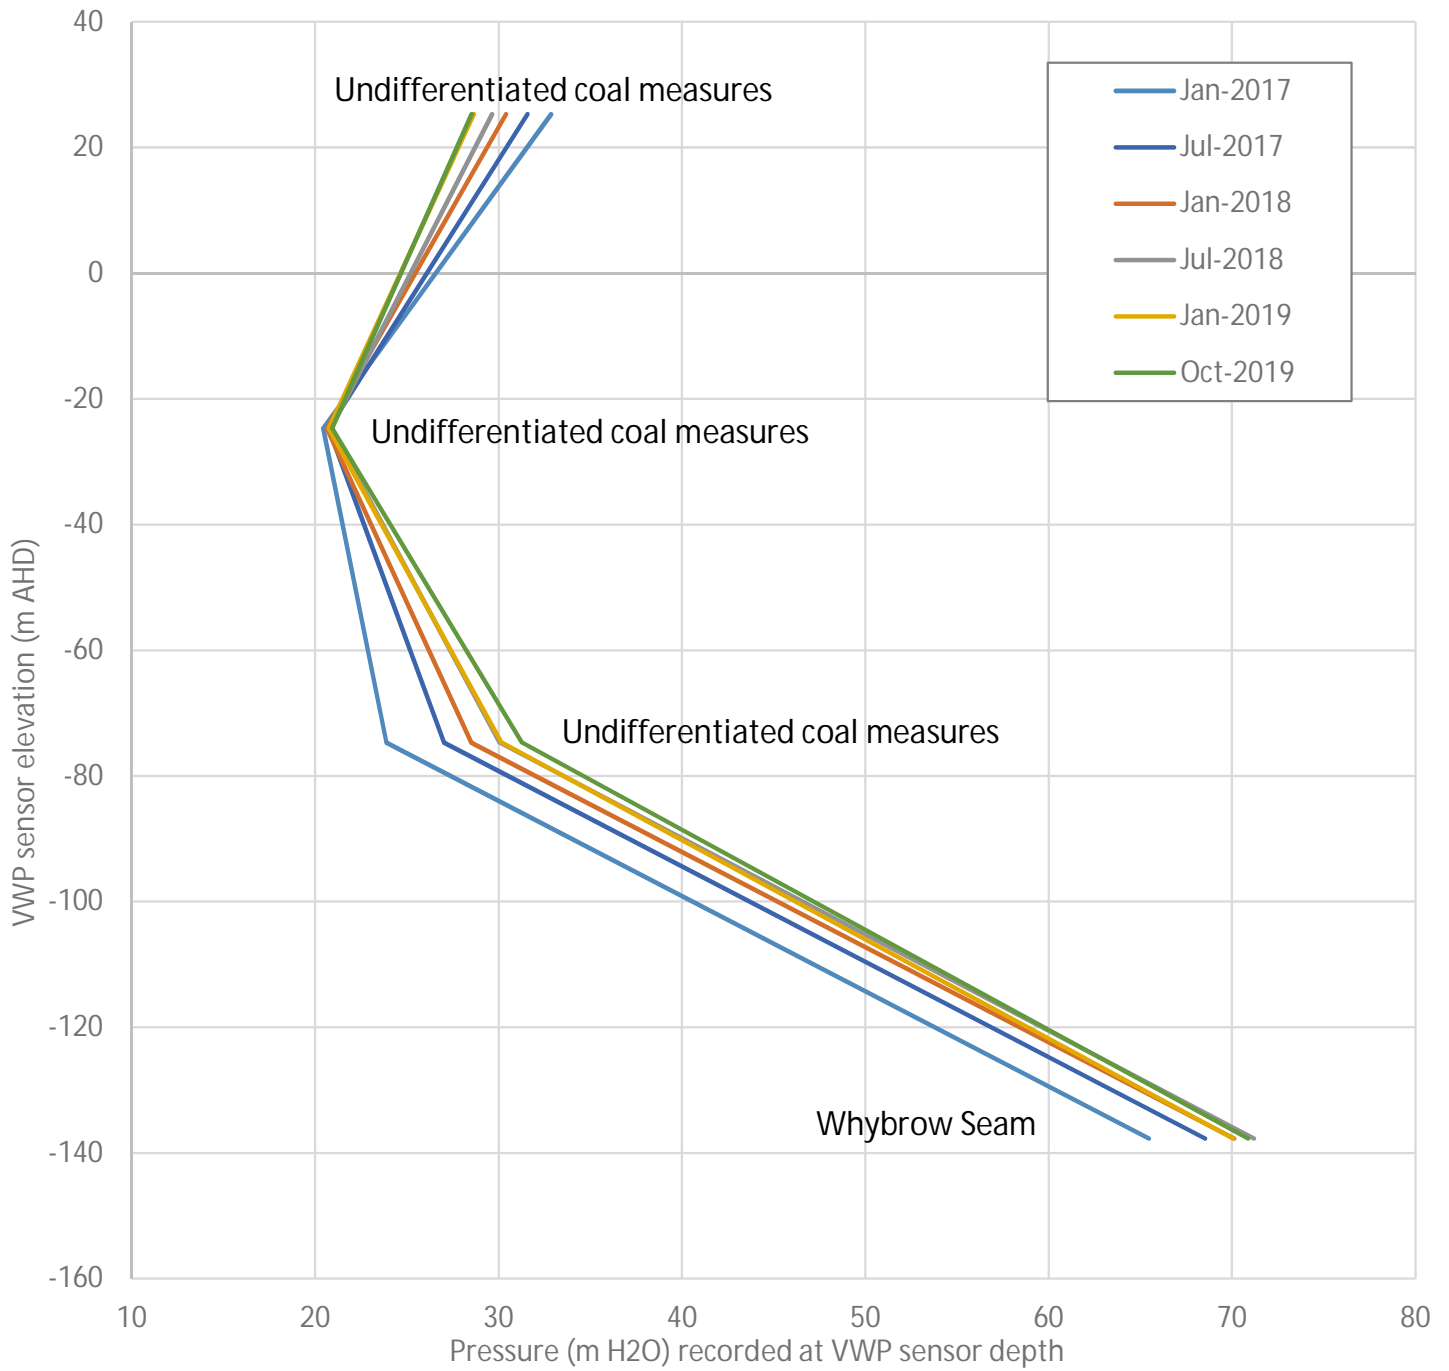 40
20
0
-20
-40
-60
-80
-100
-120
-140
-160
VWP sensor elevation (m AHD)
Undifferentiated coal measures
Undifferentiated coal measures
Undifferentiated coal measures
Whybrow Seam
Jan-2017
Jul-2017
Jan-2018
Jul-2018
Jan-2019
Oct-2019
10 20 30 40 50 60 70 80
Pressure (m H2O) recorded at VWP sensor depth